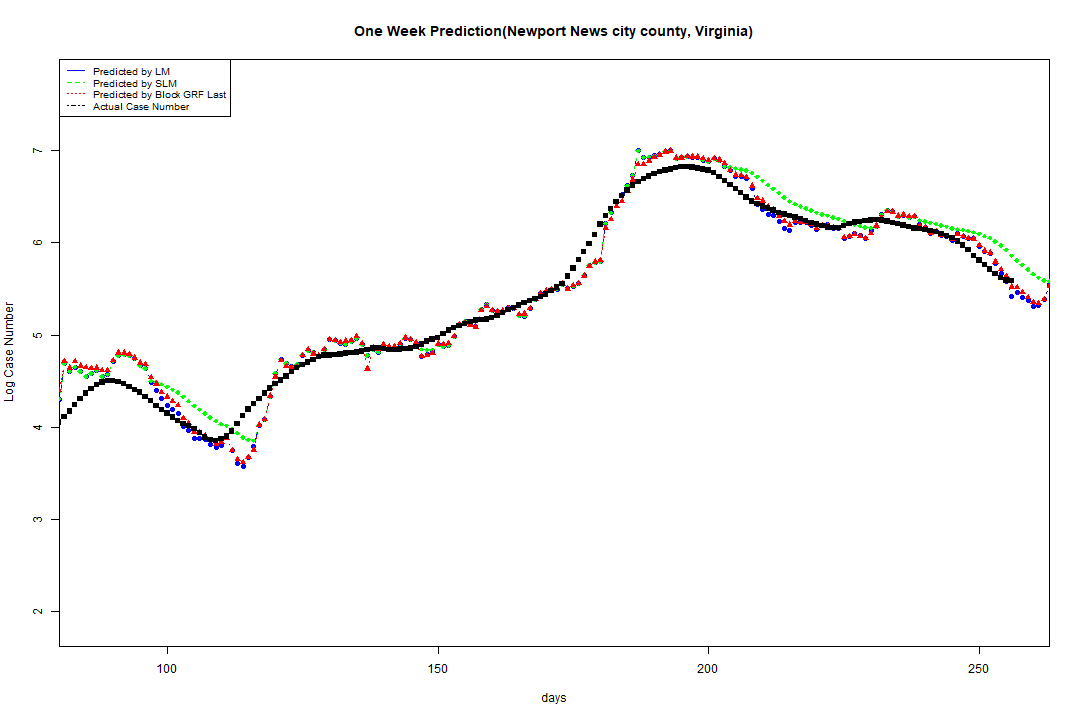 One Week Prediction(Newport News city county, Virginia)
Predicted by LM
Predicted by SLM
Predicted by Block GRF Last
Actual Case Number
7
6
5
4
3
2
Log Case Number
100
150
200
250
days